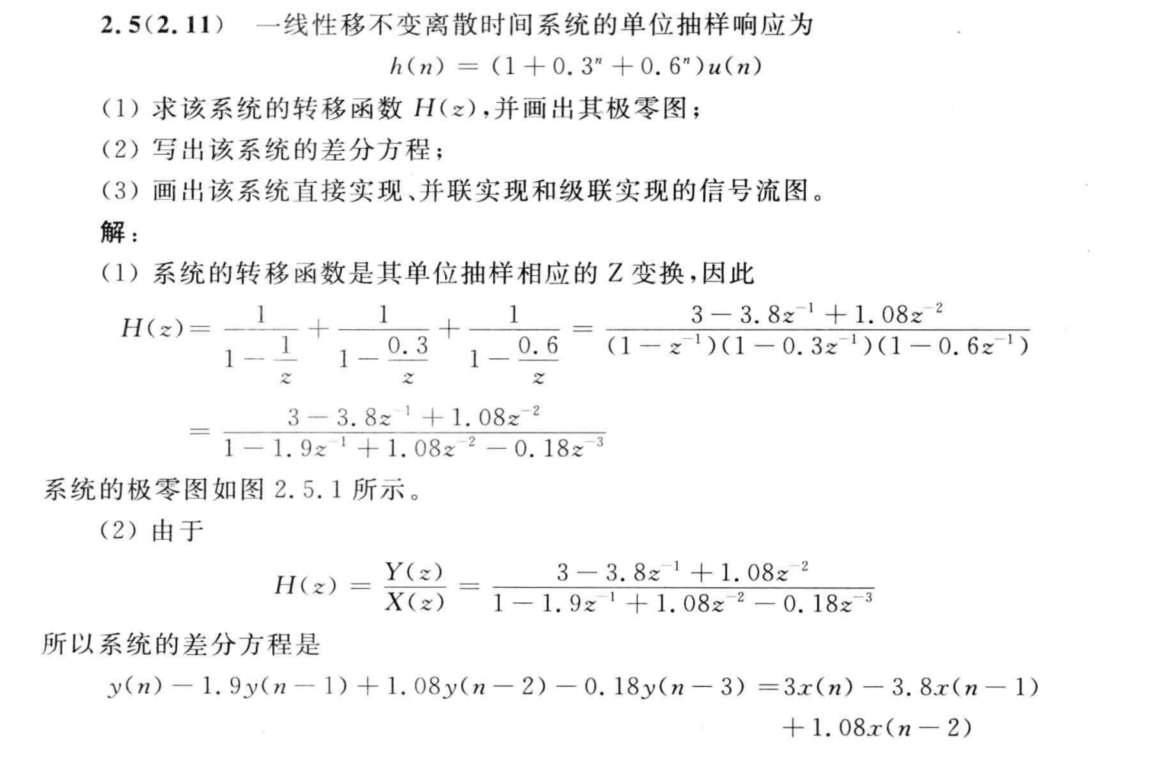 2.5(2.11) 一线性移不变离散时间系统的单位抽样响应为
h(n) = (1+0.3ⁿ+0.6ⁿ)u(n)
(1) 求该系统的转移函数 H(z),并画出其极零图;
(2) 写出该系统的差分方程;
(3) 画出该系统直接实现、并联实现和级联实现的信号流图。
解:
(1) 系统的转移函数是其单位抽样相应的 Z 变换,因此
H(z)= \frac{1}{1-\frac{1}{z}} + \frac{1}{1-\frac{0.3}{z}} + \frac{1}{1-\frac{0.6}{z}} = \frac{3-3.8z^{-1}+1.08z^{-2}}{(1-z^{-1})(1-0.3z^{-1})(1-0.6z^{-1})}
= \frac{3-3.8z^{-1}+1.08z^{-2}}{1-1.9z^{-1}+1.08z^{-2}-0.18z^{-3}}
系统的极零图如图 2.5.1 所示。
(2) 由于
H(z) = \frac{Y(z)}{X(z)} = \frac{3-3.8z^{-1}+1.08z^{-2}}{1-1.9z^{-1}+1.08z^{-2}-0.18z^{-3}}
所以系统的差分方程是
y(n)-1.9y(n-1)+1.08y(n-2)-0.18y(n-3)=3x(n)-3.8x(n-1)
+1.08x(n-2)